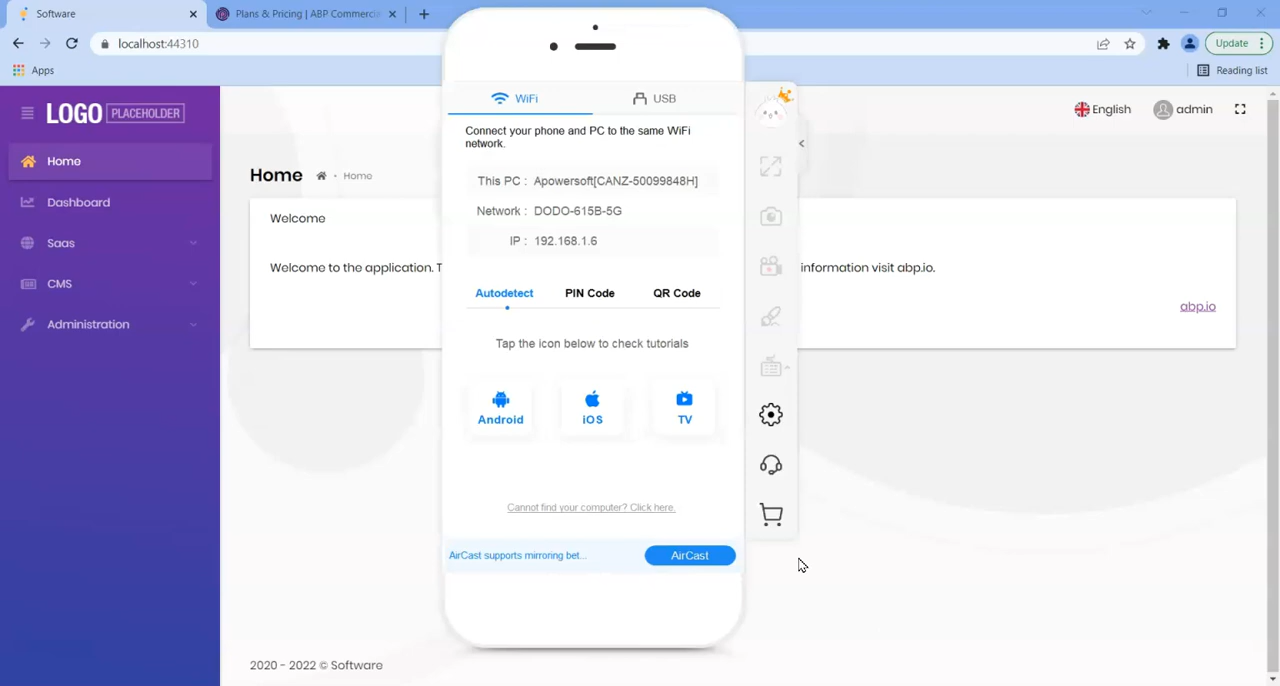 Software
Plans & Pricing | ABP Commercia
localhost:44310
Update
Apps
Reading list
LOGO PLACEHOLDER
English
admin
Home
Dashboard
Saas
CMS
Administration
Home
Home
Welcome
Welcome to the application. T
information visit abp.io.
abp.io
2020 - 2022 © Software
WiFi
USB
Connect your phone and PC to the same WiFi
network.
This PC : Apowersoft[CANZ-50099848H]
Network : DODO-615B-5G
IP : 192.168.1.6
Autodetect
PIN Code
QR Code
Tap the icon below to check tutorials
Android
iOS
TV
Cannot find your computer? Click here.
AirCast supports mirroring bet...
AirCast